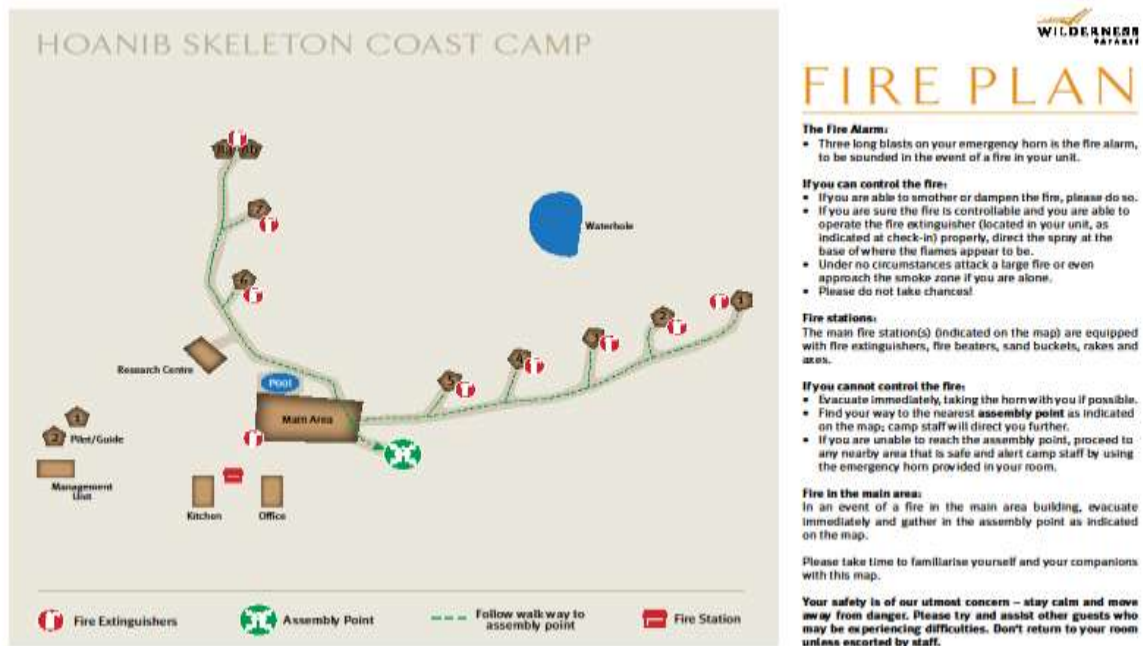 HOANIB SKELETON COAST CAMP
7
6
Waterhole
1
2
3
4
5
Research Centre
Pool
Main Area
1
2
Pilot/Guide
Management
Unit
Kitchen
Office
Fire Extinguishers
Assembly Point
Follow walk way to
assembly point
Fire Station
WILDERNESS
SAFARIS
FIRE PLAN
The Fire Alarm:
• Three long blasts on your emergency horn is the fire alarm,
to be sounded in the event of a fire in your unit.
If you can control the fire:
• If you are able to smother or dampen the fire, please do so.
• If you are sure the fire is controllable and you are able to
operate the fire extinguisher (located in your unit, as
indicated at check-in) properly, direct the spray at the
base of where the flames appear to be.
• Under no circumstances attack a large fire or even
approach the smoke zone if you are alone.
• Please do not take chances!
Fire stations:
The main fire station(s) (indicated on the map) are equipped
with fire extinguishers, fire beaters, sand buckets, rakes and
axes.
If you cannot control the fire:
• Evacuate immediately, taking the horn with you if possible.
• Find your way to the nearest assembly point as indicated
on the map; camp staff will direct you further.
• If you are unable to reach the assembly point, proceed to
any nearby area that is safe and alert camp staff by using
the emergency horn provided in your room.
Fire in the main area:
In an event of a fire in the main area building, evacuate
immediately and gather in the assembly point as indicated
on the map.
Please take time to familiarise yourself and your companions
with this map.
Your safety is of our utmost concern – stay calm and move
away from danger. Please try and assist other guests who
may be experiencing difficulties. Don't return to your room
unless escorted by staff.